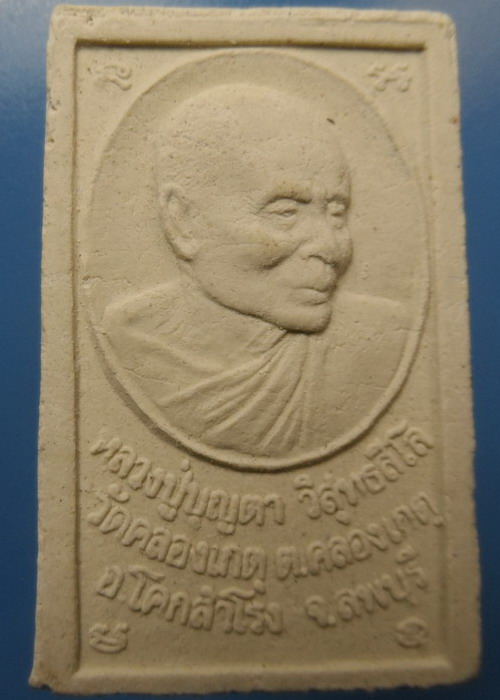 หลวงปู่บุญตา วิสุทธสีโล
วัดคลองเกตุ ต.คลองเกตุ
อ.โคกสำโรง จ.ลพบุรี